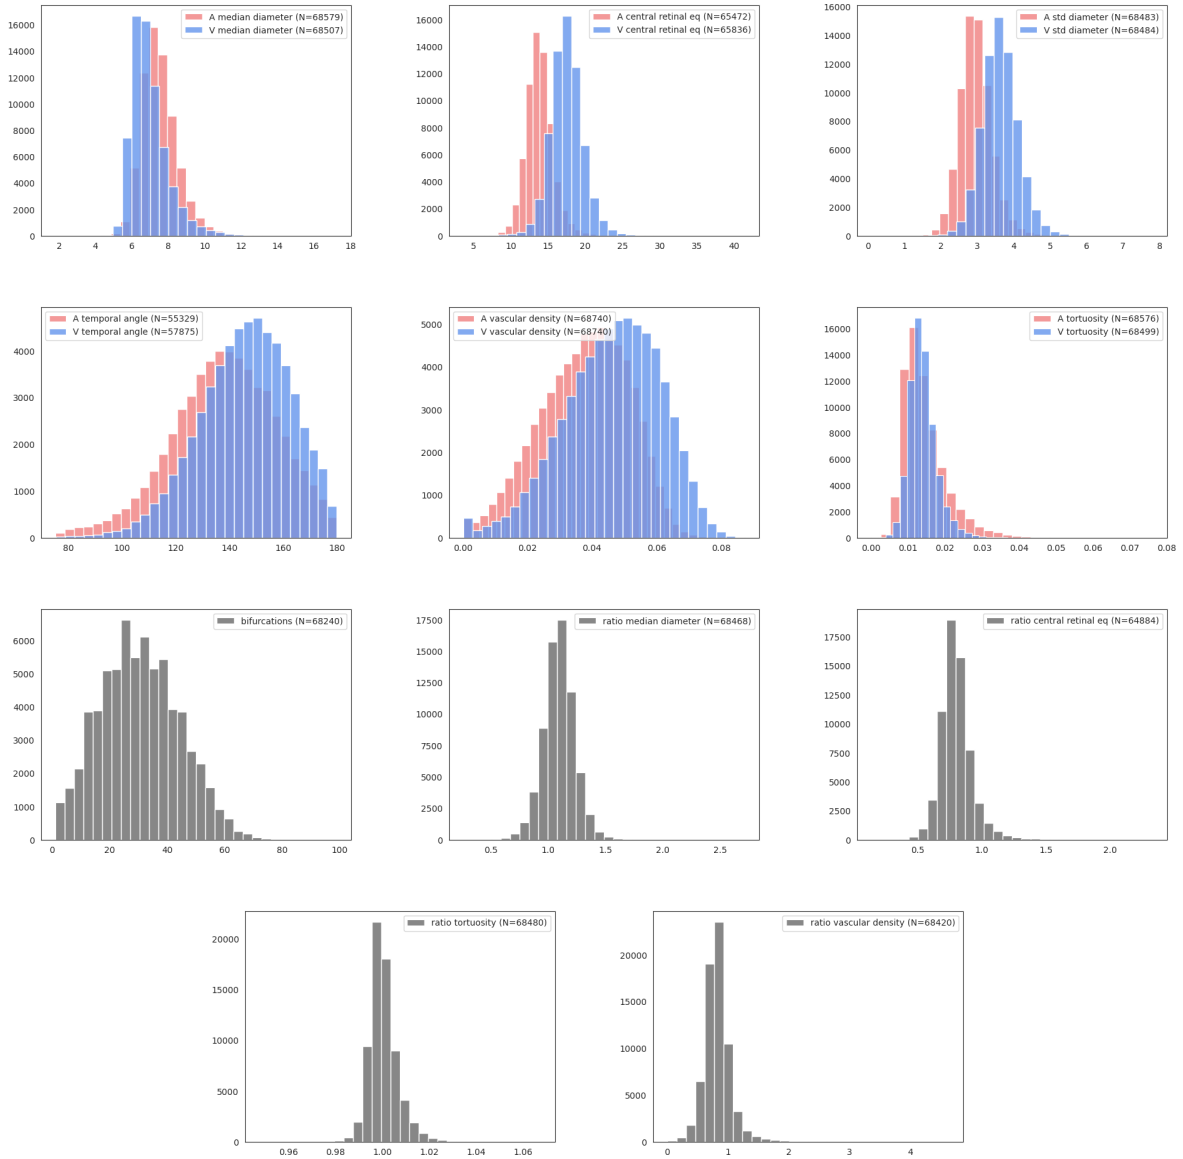 A median diameter (N=68579)
V median diameter (N=68507)
16000
14000
12000
10000
8000
6000
4000
2000
0
2 4 6 8 10 12 14 16 18
A central retinal eq (N=65472)
V central retinal eq (N=65836)
16000
14000
12000
10000
8000
6000
4000
2000
0
5 10 15 20 25 30 35 40
A std diameter (N=68483)
V std diameter (N=68484)
16000
14000
12000
10000
8000
6000
4000
2000
0
0 1 2 3 4 5 6 7 8
A temporal angle (N=55329)
V temporal angle (N=57875)
4000
3000
2000
1000
0
80 100 120 140 160 180
A vascular density (N=68740)
V vascular density (N=68740)
5000
4000
3000
2000
1000
0
0.00 0.02 0.04 0.06 0.08
A tortuosity (N=68576)
V tortuosity (N=68499)
16000
14000
12000
10000
8000
6000
4000
2000
0
0.00 0.01 0.02 0.03 0.04 0.05 0.06 0.07 0.08
bifurcations (N=68240)
6000
5000
4000
3000
2000
1000
0
0 20 40 60 80 100
ratio median diameter (N=68468)
17500
15000
12500
10000
7500
5000
2500
0
0.5 1.0 1.5 2.0 2.5
ratio central retinal eq (N=64884)
17500
15000
12500
10000
7500
5000
2500
0
0.5 1.0 1.5 2.0
ratio tortuosity (N=68480)
20000
15000
10000
5000
0
0.96 0.98 1.00 1.02 1.04 1.06
ratio vascular density (N=68420)
20000
15000
10000
5000
0
0 1 2 3 4